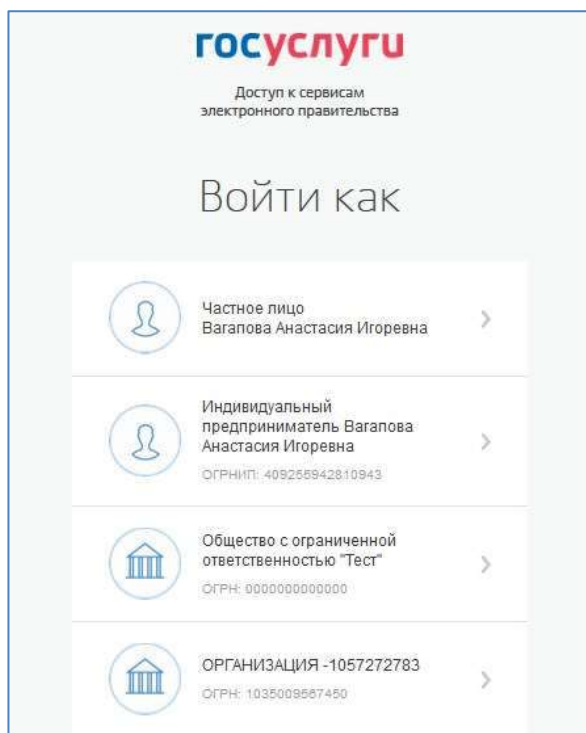 госуслуги
Доступ к сервисам
электронного правительства
Войти как
Частное лицо
Вагапова Анастасия Игоревна
Индивидуальный
предприниматель Вагапова
Анастасия Игоревна
ОГРНИП: 409256942810943
Общество с ограниченной
ответственностью "Тест"
ОГРН: 0000000000000
ОРГАНИЗАЦИЯ -1057272783
ОГРН: 1035009567450